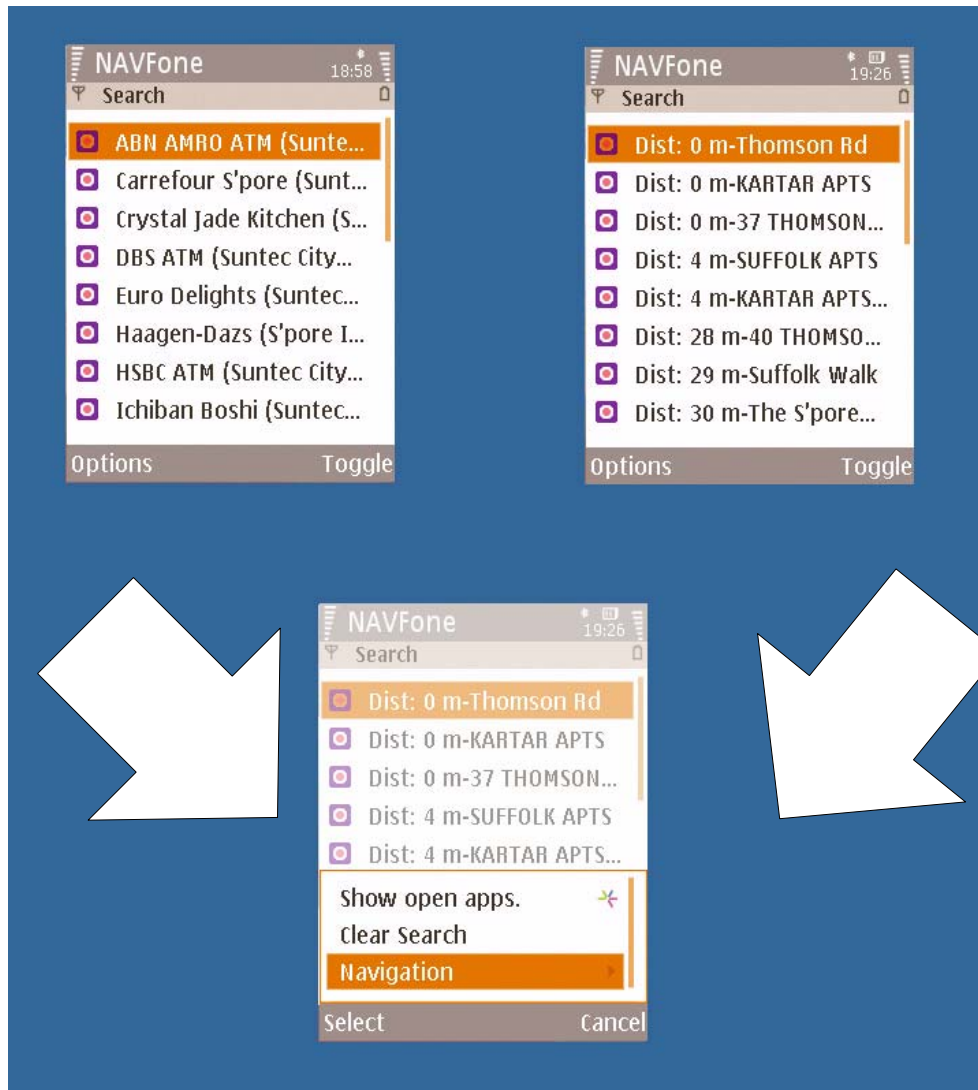 NAVFone
18:58
Search
ABN AMRO ATM (Sunte...
Carrefour S'pore (Sunt...
Crystal Jade Kitchen (S...
DBS ATM (Suntec City...
Euro Delights (Suntec...
Haagen-Dazs (S'pore I...
HSBC ATM (Suntec City...
Ichiban Boshi (Suntec...
Options Toggle
NAVFone
19:26
Search
Dist: 0 m-Thomson Rd
Dist: 0 m-KARTAR APTS
Dist: 0 m-37 THOMSON...
Dist: 4 m-SUFFOLK APTS
Dist: 4 m-KARTAR APTS...
Dist: 28 m-40 THOMSO...
Dist: 29 m-Suffolk Walk
Dist: 30 m-The S'pore...
Options Toggle
NAVFone
19:26
Search
Dist: 0 m-Thomson Rd
Dist: 0 m-KARTAR APTS
Dist: 0 m-37 THOMSON...
Dist: 4 m-SUFFOLK APTS
Dist: 4 m-KARTAR APTS...
Show open apps.
Clear Search
Navigation
Select Cancel